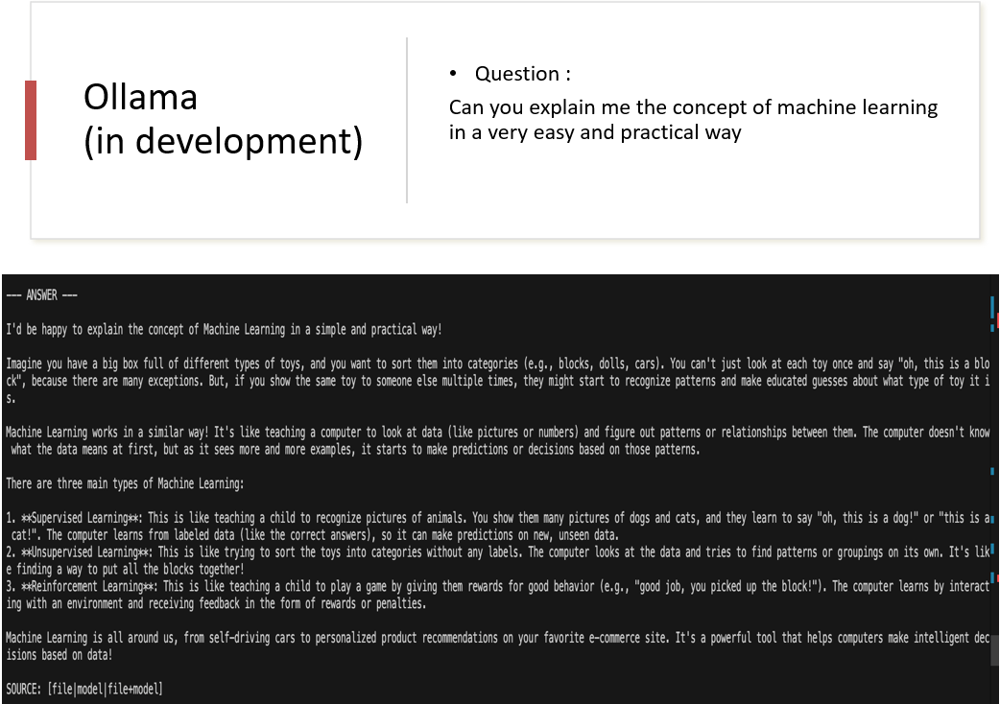 Ollama
(in development)
• Question :
Can you explain me the concept of machine learning
in a very easy and practical way
--- ANSWER ---
I'd be happy to explain the concept of Machine Learning in a simple and practical way!
Imagine you have a big box full of different types of toys, and you want to sort them into categories (e.g., blocks, dolls, cars). You can't just look at each toy once and say "oh, this is a blo
ck", because there are many exceptions. But, if you show the same toy to someone else multiple times, they might start to recognize patterns and make educated guesses about what type of toy it i
s.
Machine Learning works in a similar way! It's like teaching a computer to look at data (like pictures or numbers) and figure out patterns or relationships between them. The computer doesn't know
what the data means at first, but as it sees more and more examples, it starts to make predictions or decisions based on those patterns.
There are three main types of Machine Learning:
1. **Supervised Learning**: This is like teaching a child to recognize pictures of animals. You show them many pictures of dogs and cats, and they learn to say "oh, this is a dog!" or "this is a
cat!". The computer learns from labeled data (like the correct answers), so it can make predictions on new, unseen data.
2. **Unsupervised Learning**: This is like trying to sort the toys into categories without any labels. The computer looks at the data and tries to find patterns or groupings on its own. It's lik
e finding a way to put all the blocks together!
3. **Reinforcement Learning**: This is like teaching a child to play a game by giving them rewards for good behavior (e.g., "good job, you picked up the block!"). The computer learns by interact
ing with an environment and receiving feedback in the form of rewards or penalties.
Machine Learning is all around us, from self-driving cars to personalized product recommendations on your favorite e-commerce site. It's a powerful tool that helps computers make intelligent dec
isions based on data!
SOURCE: [file|model|file+model]